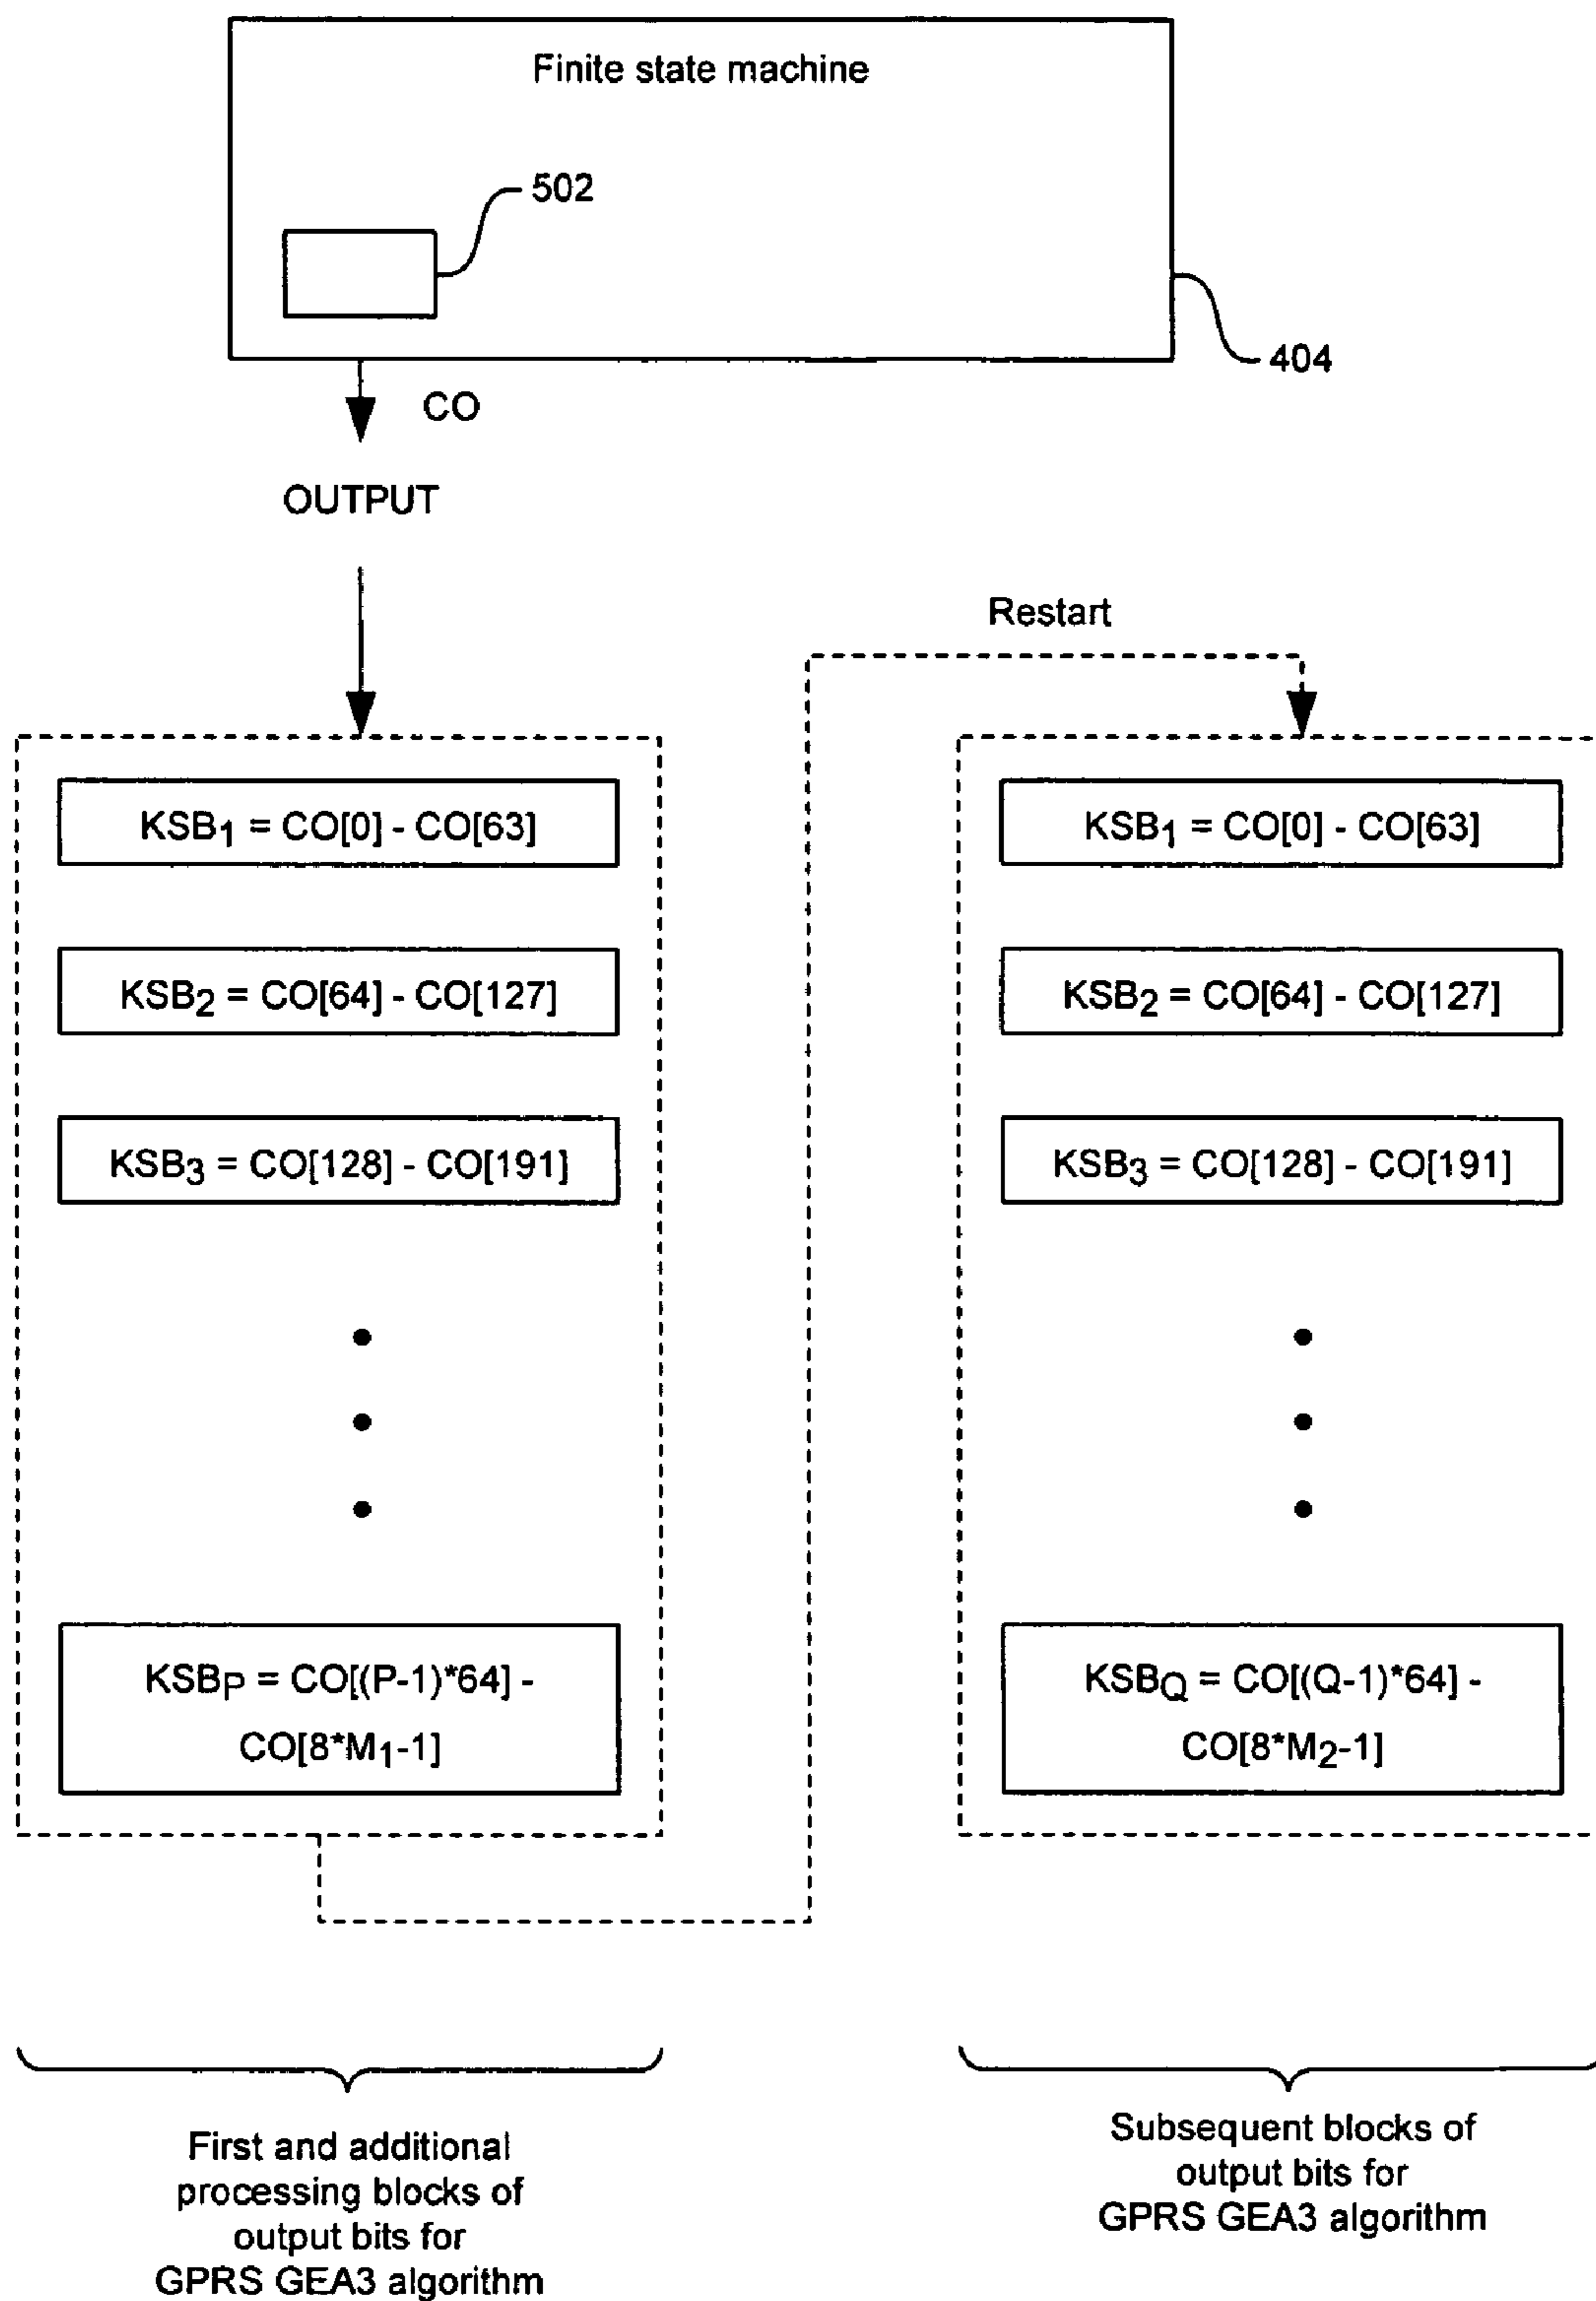 Finite state machine
502
404
CO
OUTPUT
Restart
KSB1 = CO[0] - CO[63]
KSB2 = CO[64] - CO[127]
KSB3 = CO[128] - CO[191]
KSBP = CO[(P-1)*64] -
CO[8*M1-1]
KSB1 = CO[0] - CO[63]
KSB2 = CO[64] - CO[127]
KSB3 = CO[128] - CO[191]
KSBQ = CO[(Q-1)*64] -
CO[8*M2-1]
First and additional
processing blocks of
output bits for
GPRS GEA3 algorithm
Subsequent blocks of
output bits for
GPRS GEA3 algorithm